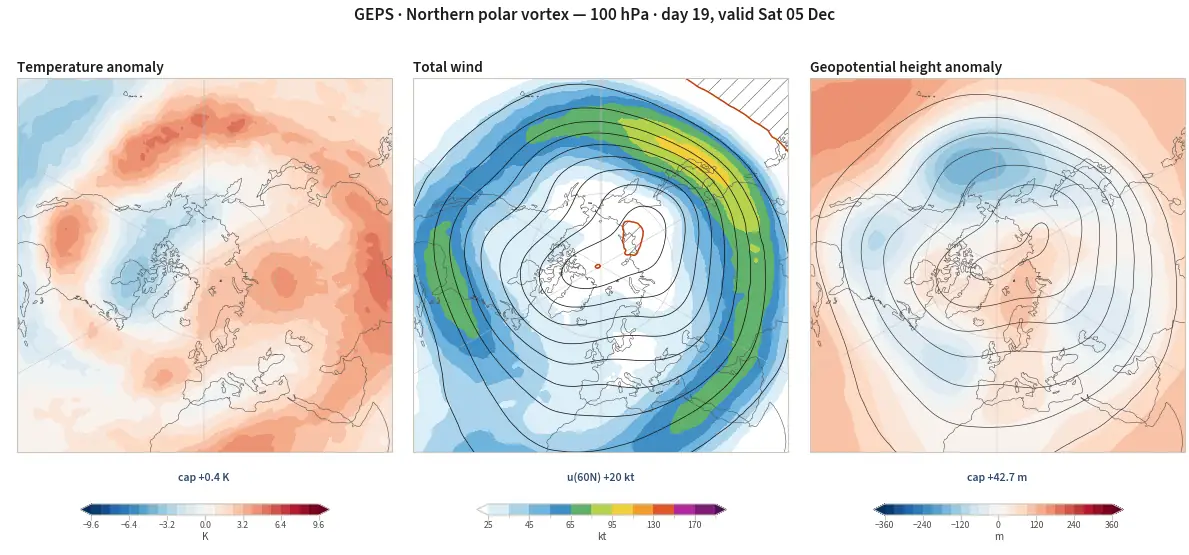 GEPS · Northern polar vortex — 100 hPa · day 19, valid Sat 05 Dec
Temperature anomaly
Total wind
Geopotential height anomaly
cap +0.4 K
u(60N) +20 kt
cap +42.7 m
−9.6 −6.4 −3.2 0.0 3.2 6.4 9.6
K
25 45 65 95 130 170
kt
−360 −240 −120 0 120 240 360
m